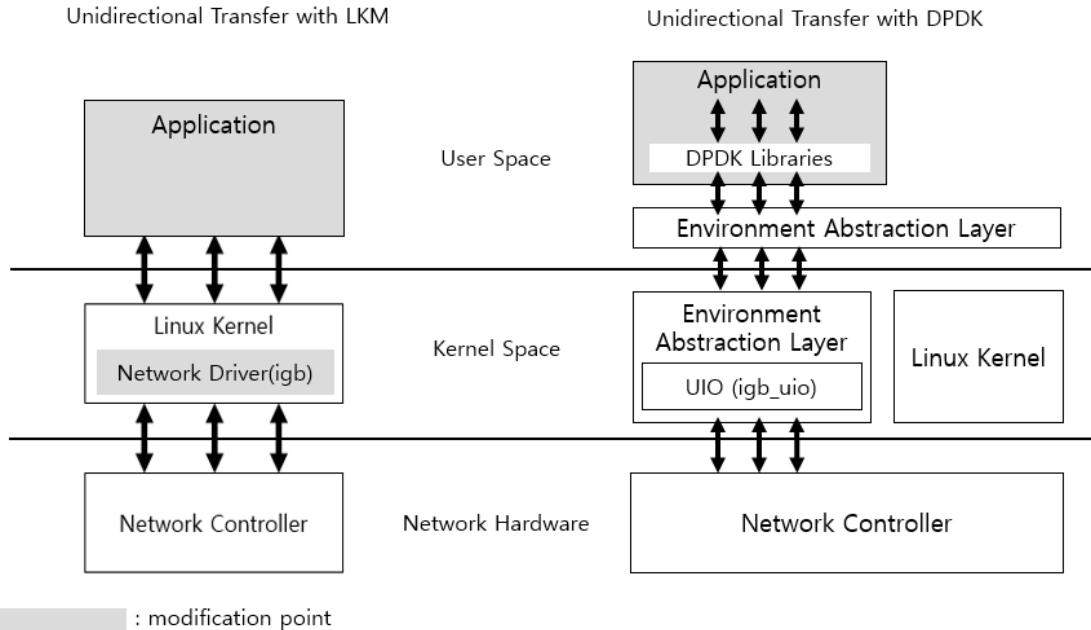 Unidirectional Transfer with LKM
Unidirectional Transfer with DPDK
Application
Application
DPDK Libraries
User Space
Environment Abstraction Layer
Linux Kernel
Network Driver(igb)
Kernel Space
Environment
Abstraction Layer
UIO (igb_uio)
Linux Kernel
Network Controller
Network Hardware
Network Controller
: modification point